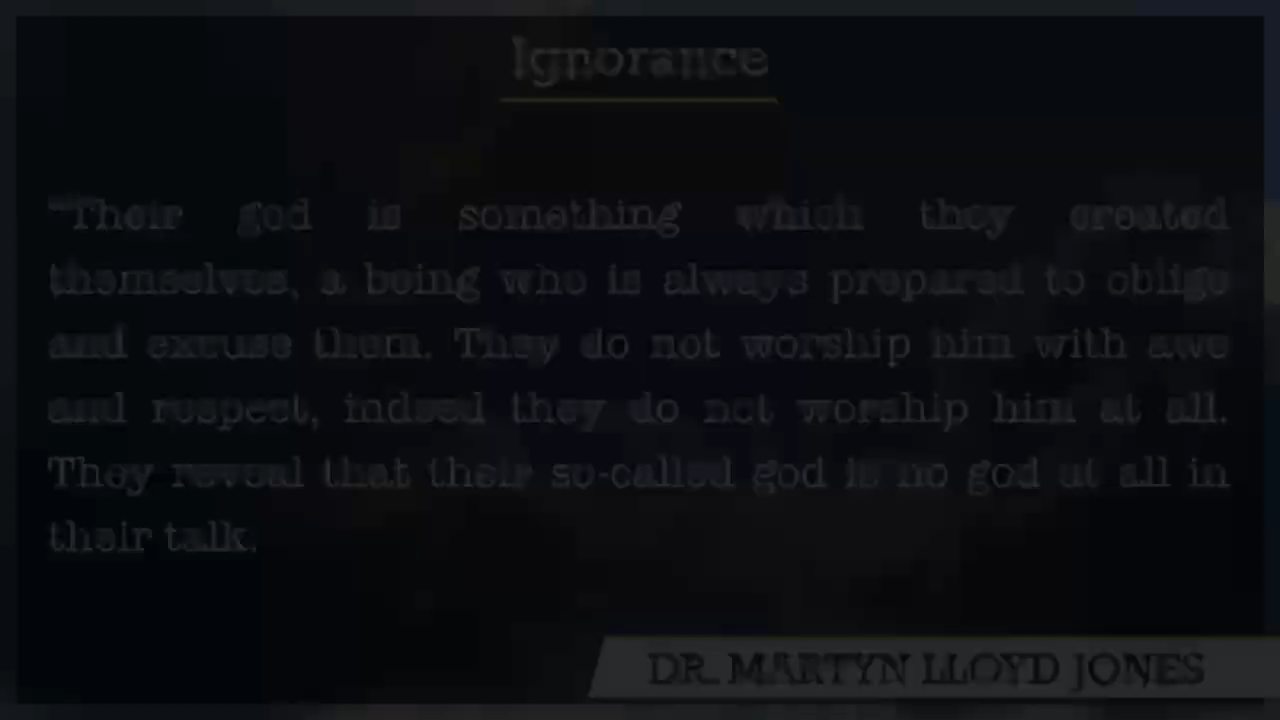 Ignorance
"Their god is something which they created
themselves, a being who is always prepared to oblige
and excuse them. They do not worship him with awe
and respect, indeed they do not worship him at all.
They reveal that their so-called god is no god at all in
their talk.
DR. MARTYN LLOYD JONES